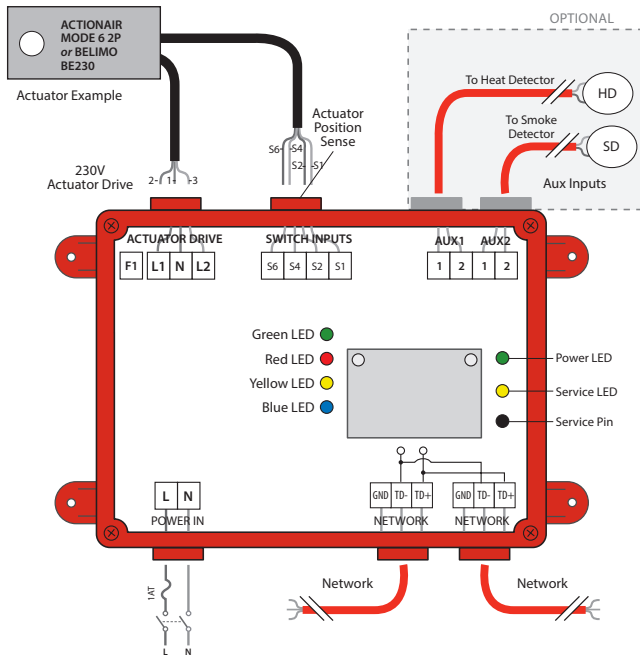 OPTIONAL
ACTIONAIR
MODE 6 2P
or BELIMO
BE230
Actuator Example
To Heat Detector
HD
To Smoke
Detector
SD
Aux Inputs
Actuator
Position
Sense
S6
S4
S2
S1
230V
Actuator Drive
2
1
3
ACTUATOR DRIVE
SWITCH INPUTS
AUX1
AUX2
F1
L1
N
L2
S6
S4
S2
S1
1
2
1
2
Green LED
Red LED
Yellow LED
Blue LED
Power LED
Service LED
Service Pin
L
N
POWER IN
GND
TD-
TD+
GND
TD-
TD+
NETWORK
NETWORK
1AT
Network
Network
L
N